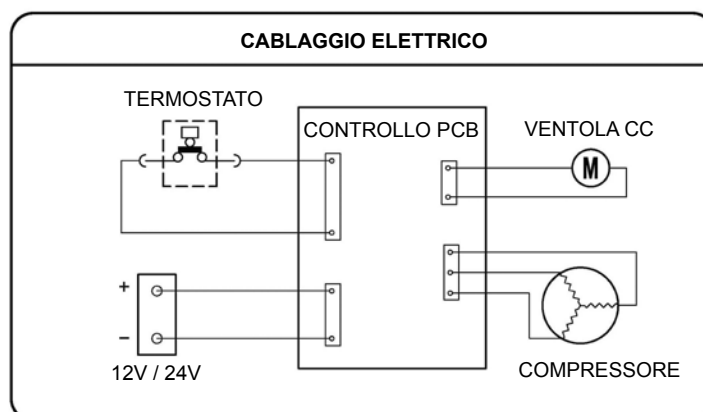 CABLAGGIO ELETTRICO
TERMOSTATO
CONTROLLO PCB
VENTOLA CC
M
+
−
12V / 24V
COMPRESSORE